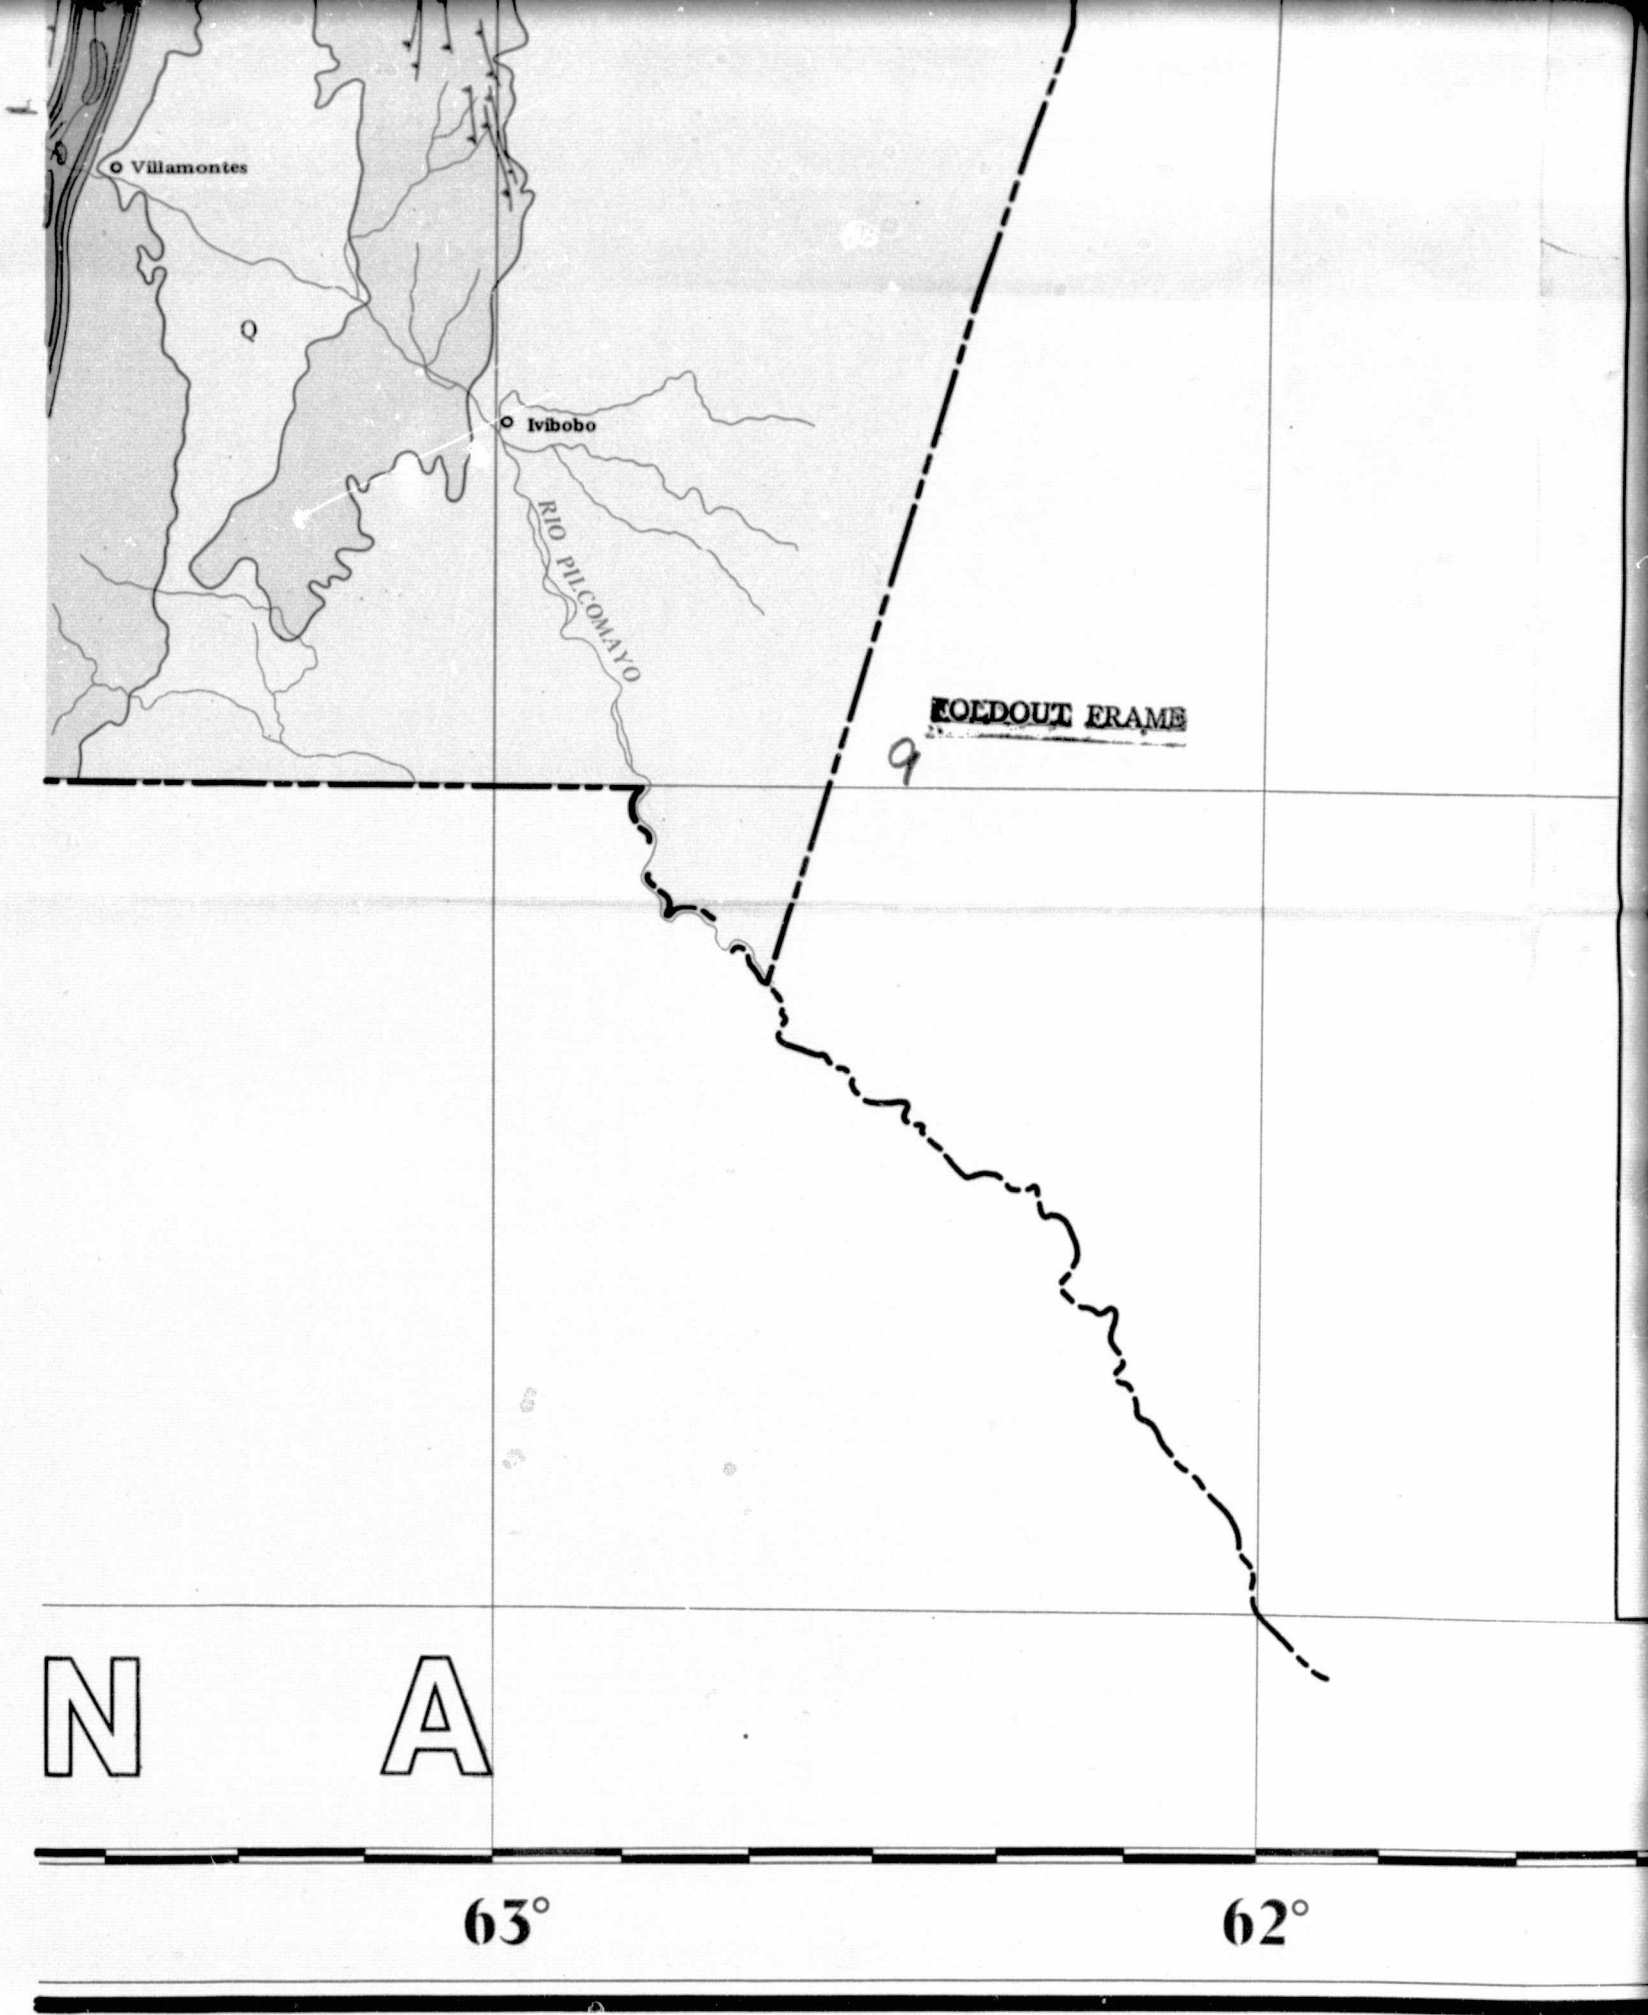 Villamontes
Q
Ivibobo
RIO PILCOMAYO
FOLDOUT FRAME
9
N A
63°
62°